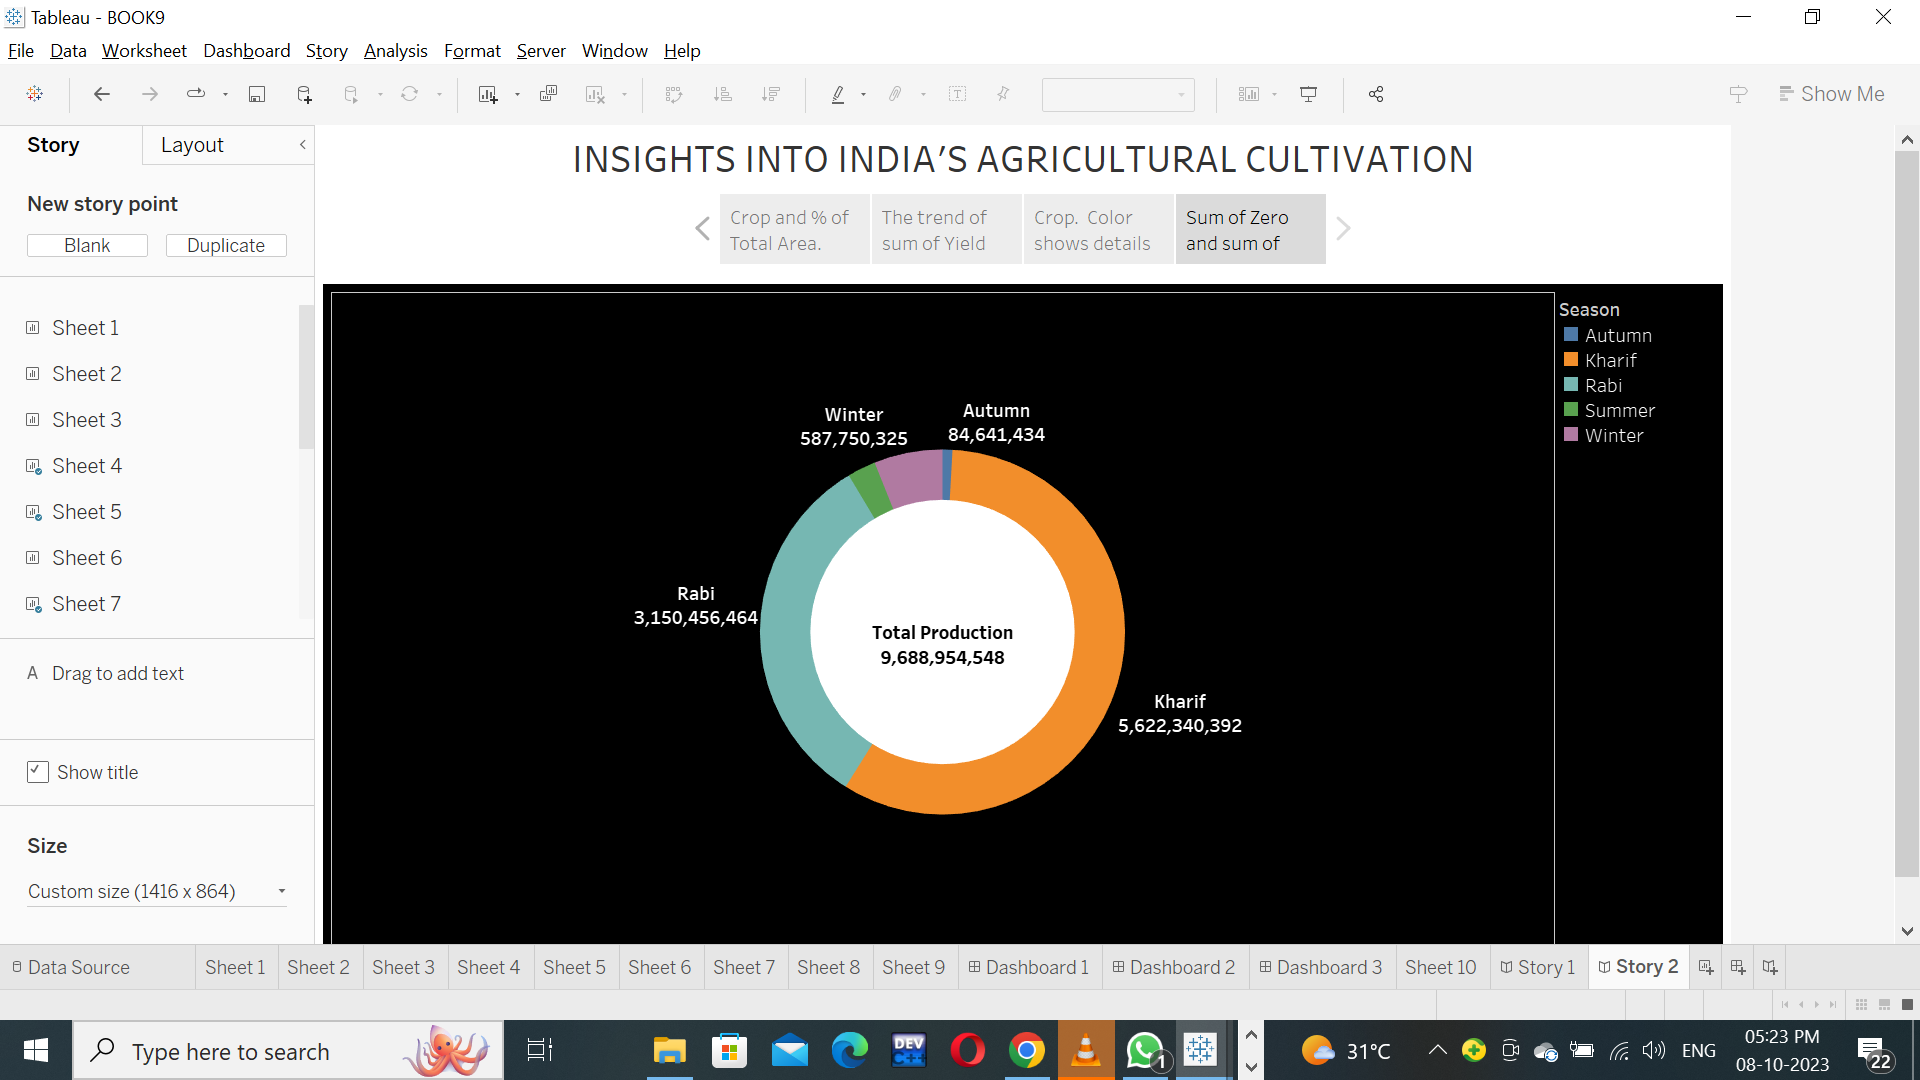 Tableau - BOOK9
File Data Worksheet Dashboard Story Analysis Format Server Window Help
Show Me
Story Layout
New story point
Blank Duplicate
Sheet 1
Sheet 2
Sheet 3
Sheet 4
Sheet 5
Sheet 6
Sheet 7
A Drag to add text
Show title
Size
Custom size (1416 x 864)
INSIGHTS INTO INDIA’S AGRICULTURAL CULTIVATION
Crop and % of
Total Area.
The trend of
sum of Yield
Crop. Color
shows details
Sum of Zero
and sum of
Season
Autumn
Kharif
Rabi
Summer
Winter
Winter
587,750,325
Autumn
84,641,434
Rabi
3,150,456,464
Total Production
9,688,954,548
Kharif
5,622,340,392
Data Source Sheet 1 Sheet 2 Sheet 3 Sheet 4 Sheet 5 Sheet 6 Sheet 7 Sheet 8 Sheet 9 Dashboard 1 Dashboard 2 Dashboard 3 Sheet 10 Story 1 Story 2
Type here to search
DEV
C++
1
31°C
ENG
05:23 PM
08-10-2023
22